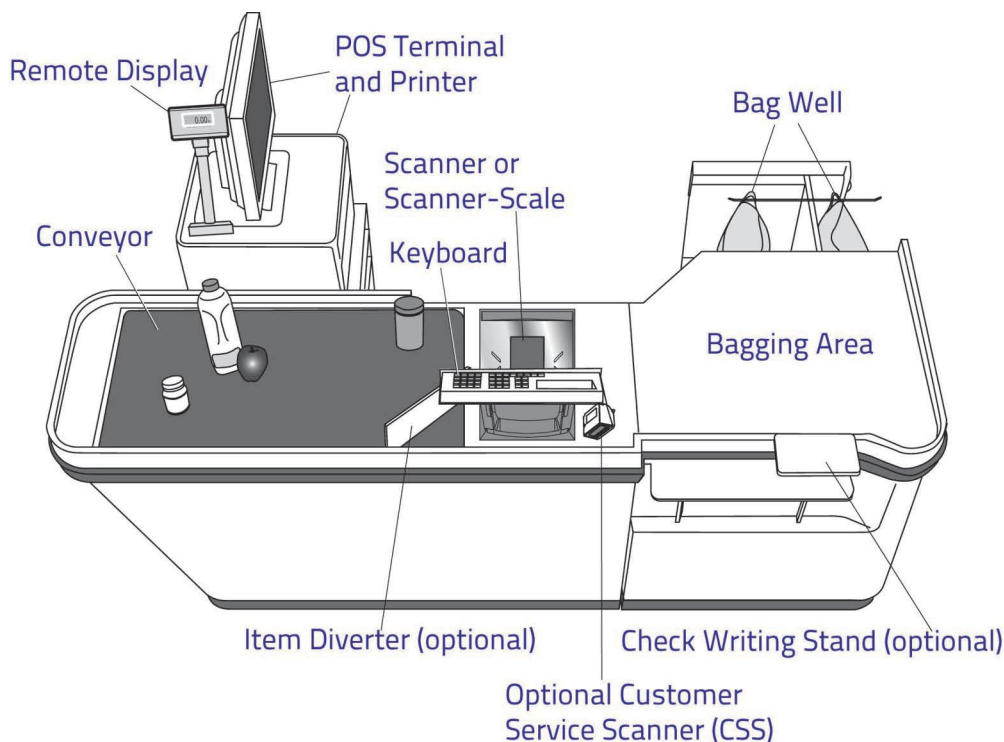 POS Terminal
and Printer
Remote Display
0.00
Bag Well
Scanner or
Scanner-Scale
Conveyor
Keyboard
Bagging Area
Item Diverter (optional)
Check Writing Stand (optional)
Optional Customer
Service Scanner (CSS)